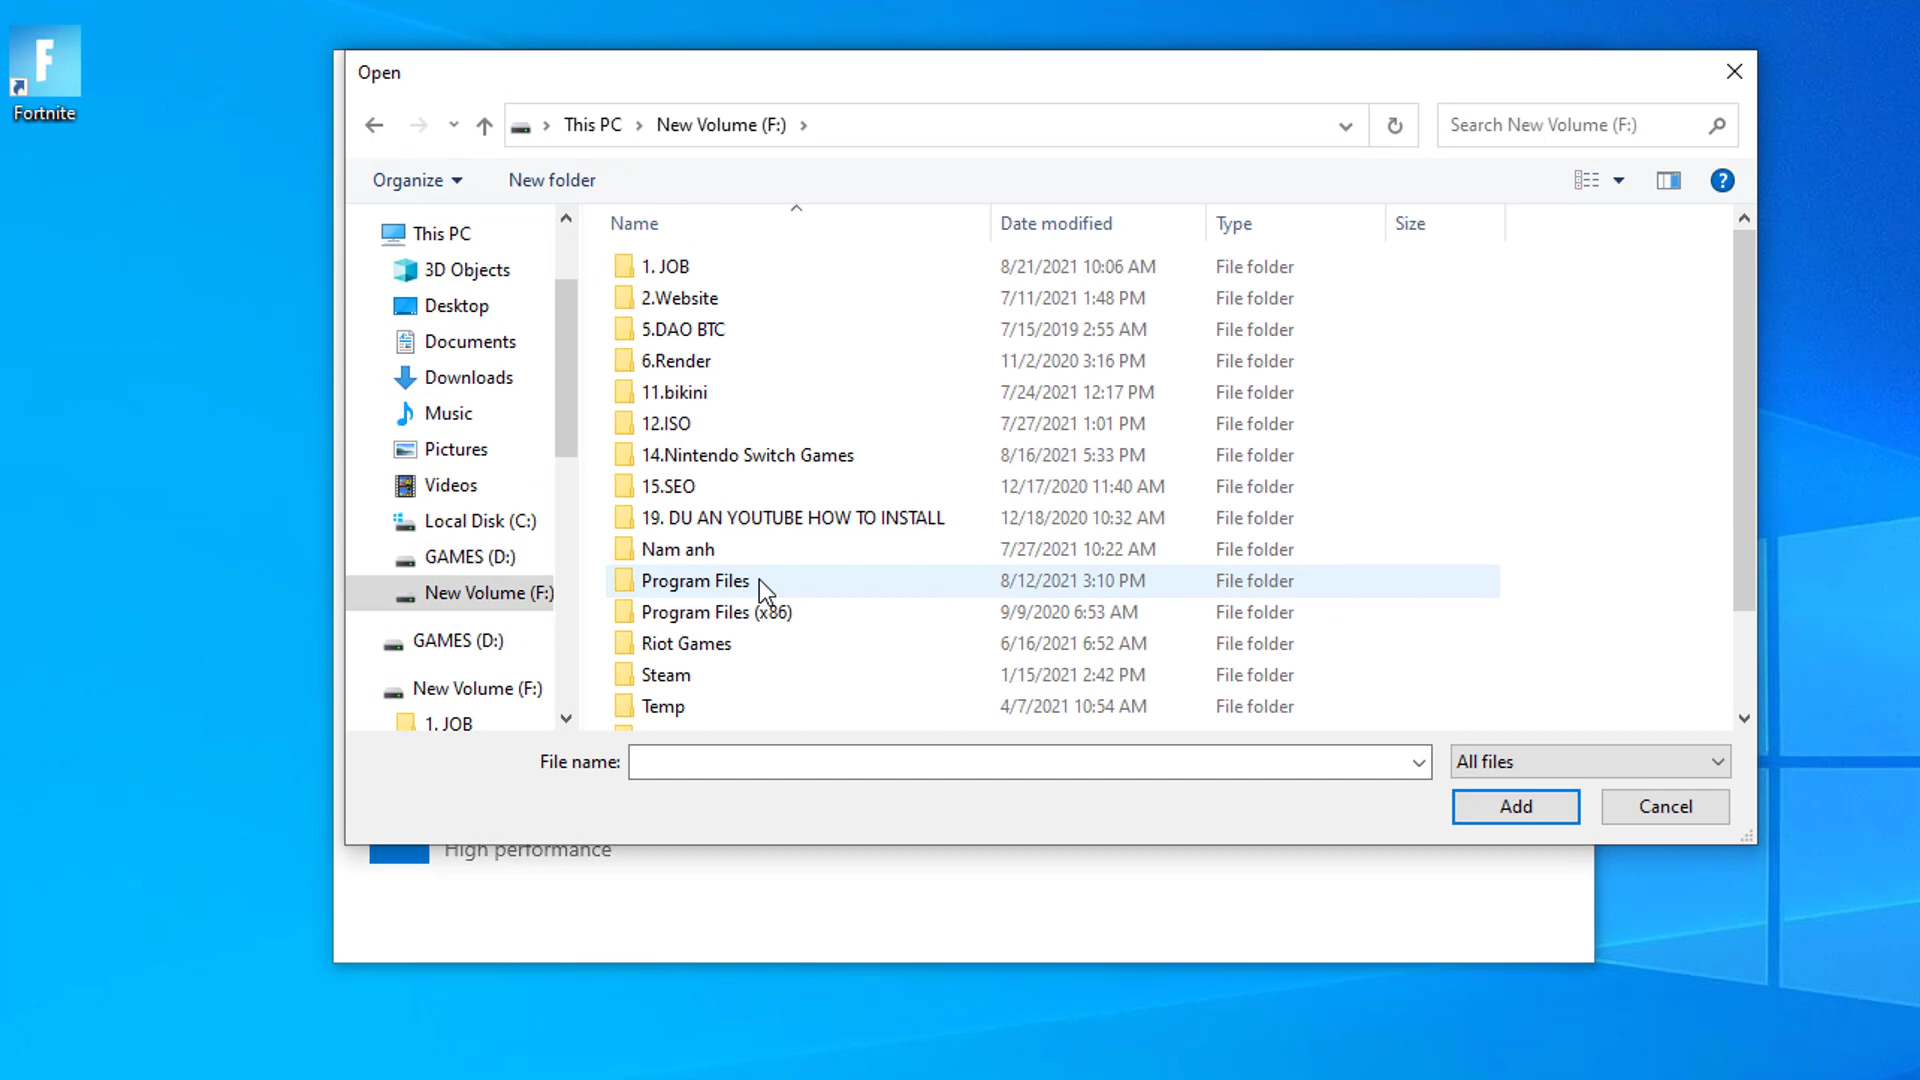 Fortnite
Open
This PC
New Volume (F:)
Search New Volume (F:)
Organize
New folder
?
Name
Date modified
Type
Size
This PC
3D Objects
Desktop
Documents
Downloads
Music
Pictures
Videos
Local Disk (C:)
GAMES (D:)
New Volume (F:)
GAMES (D:)
New Volume (F:)
1. JOB
1. JOB 8/21/2021 10:06 AM File folder
2.Website 7/11/2021 1:48 PM File folder
5.DAO BTC 7/15/2019 2:55 AM File folder
6.Render 11/2/2020 3:16 PM File folder
11.bikini 7/24/2021 12:17 PM File folder
12.ISO 7/27/2021 1:01 PM File folder
14.Nintendo Switch Games 8/16/2021 5:33 PM File folder
15.SEO 12/17/2020 11:40 AM File folder
19. DU AN YOUTUBE HOW TO INSTALL 12/18/2020 10:32 AM File folder
Nam anh 7/27/2021 10:22 AM File folder
Program Files 8/12/2021 3:10 PM File folder
Program Files (x86) 9/9/2020 6:53 AM File folder
Riot Games 6/16/2021 6:52 AM File folder
Steam 1/15/2021 2:42 PM File folder
Temp 4/7/2021 10:54 AM File folder
File name:
All files
Add
Cancel
High performance